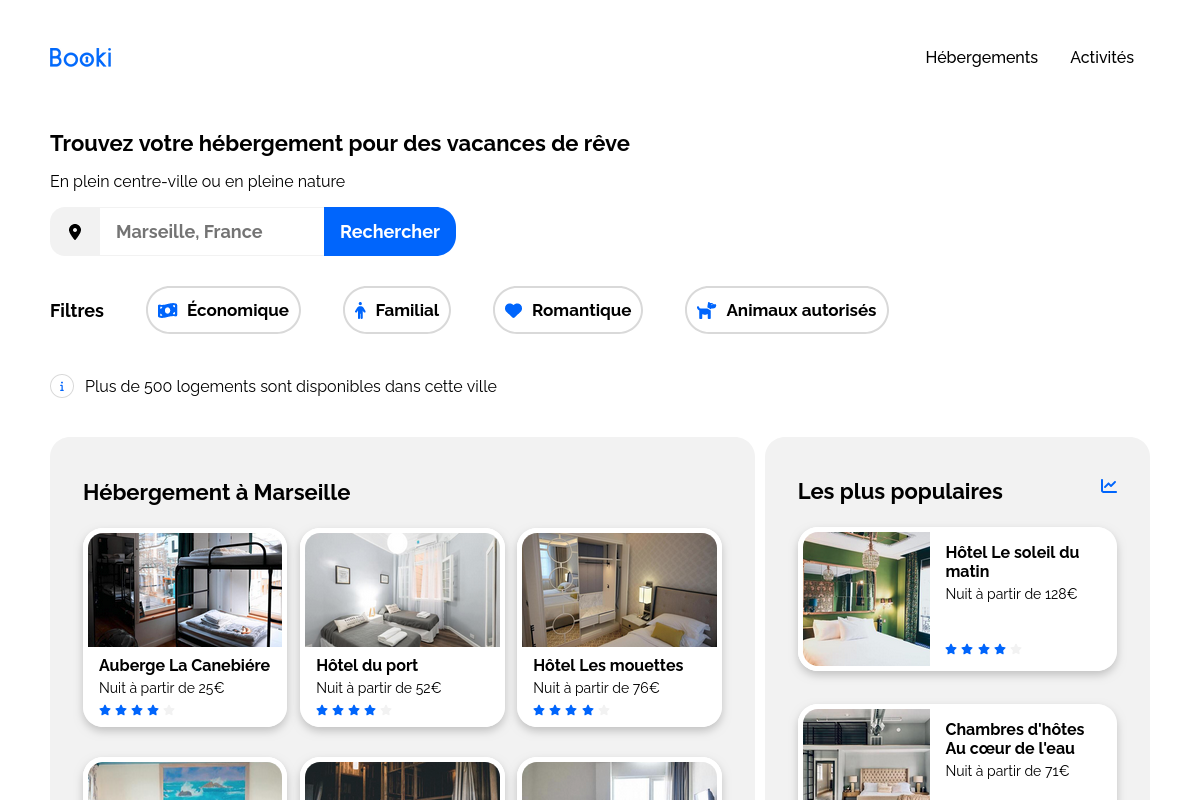 Booki
Hébergements
Activités
Trouvez votre hébergement pour des vacances de rêve
En plein centre-ville ou en pleine nature
Marseille, France
Rechercher
Filtres
Économique
Familial
Romantique
Animaux autorisés
Plus de 500 logements sont disponibles dans cette ville
Hébergement à Marseille
Auberge La Canebiére
Nuit à partir de 25€
Hôtel du port
Nuit à partir de 52€
Hôtel Les mouettes
Nuit à partir de 76€
Les plus populaires
Hôtel Le soleil du
matin
Nuit à partir de 128€
Chambres d'hôtes
Au cœur de l'eau
Nuit à partir de 71€